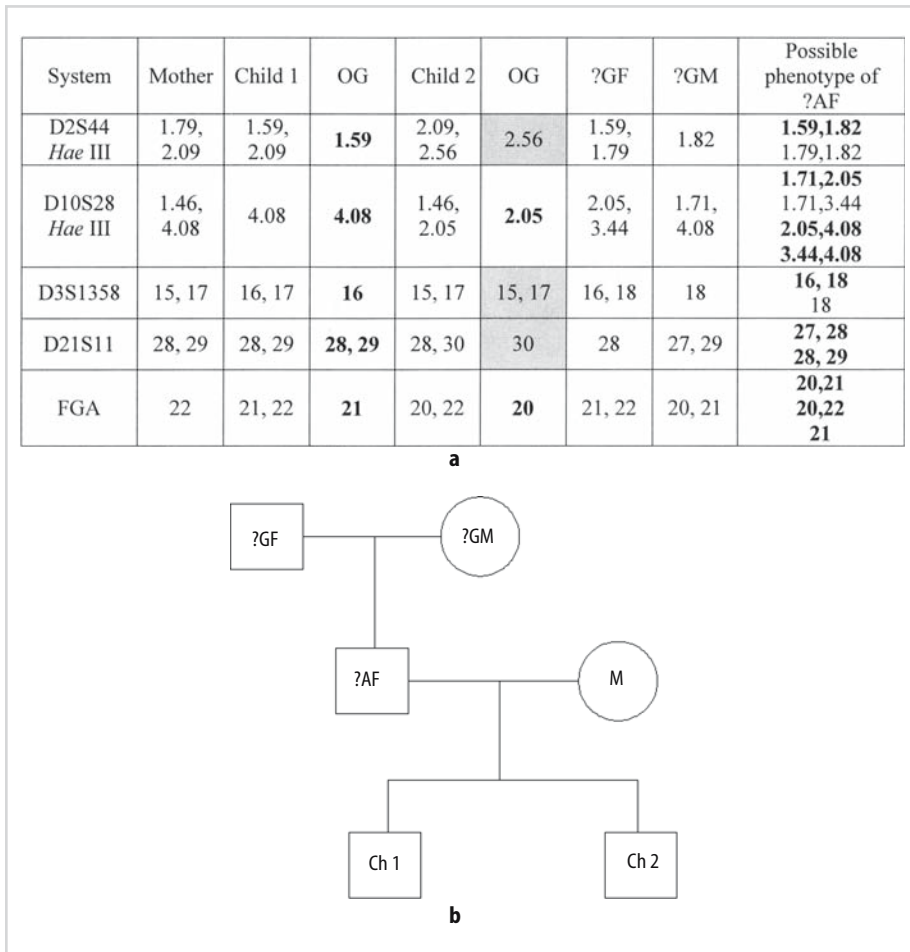 System Mother Child 1 OG Child 2 OG ?GF ?GM Possible phenotype of ?AF
D2S44 Hae III 1.79, 2.09 1.59, 2.09 1.59 2.09, 2.56 2.56 1.59, 1.79 1.82 1.59,1.82 1.79,1.82
D10S28 Hae III 1.46, 4.08 4.08 4.08 1.46, 2.05 2.05 2.05, 3.44 1.71, 4.08 1.71,2.05 1.71,3.44 2.05,4.08 3.44,4.08
D3S1358 15, 17 16, 17 16 15, 17 15, 17 16, 18 18 16, 18 18
D21S11 28, 29 28, 29 28, 29 28, 30 30 28 27, 29 27, 28 28, 29
FGA 22 21, 22 21 20, 22 20 21, 22 20, 21 20,21 20,22 21
a
?GF ?GM
?AF M
Ch 1 Ch 2
b